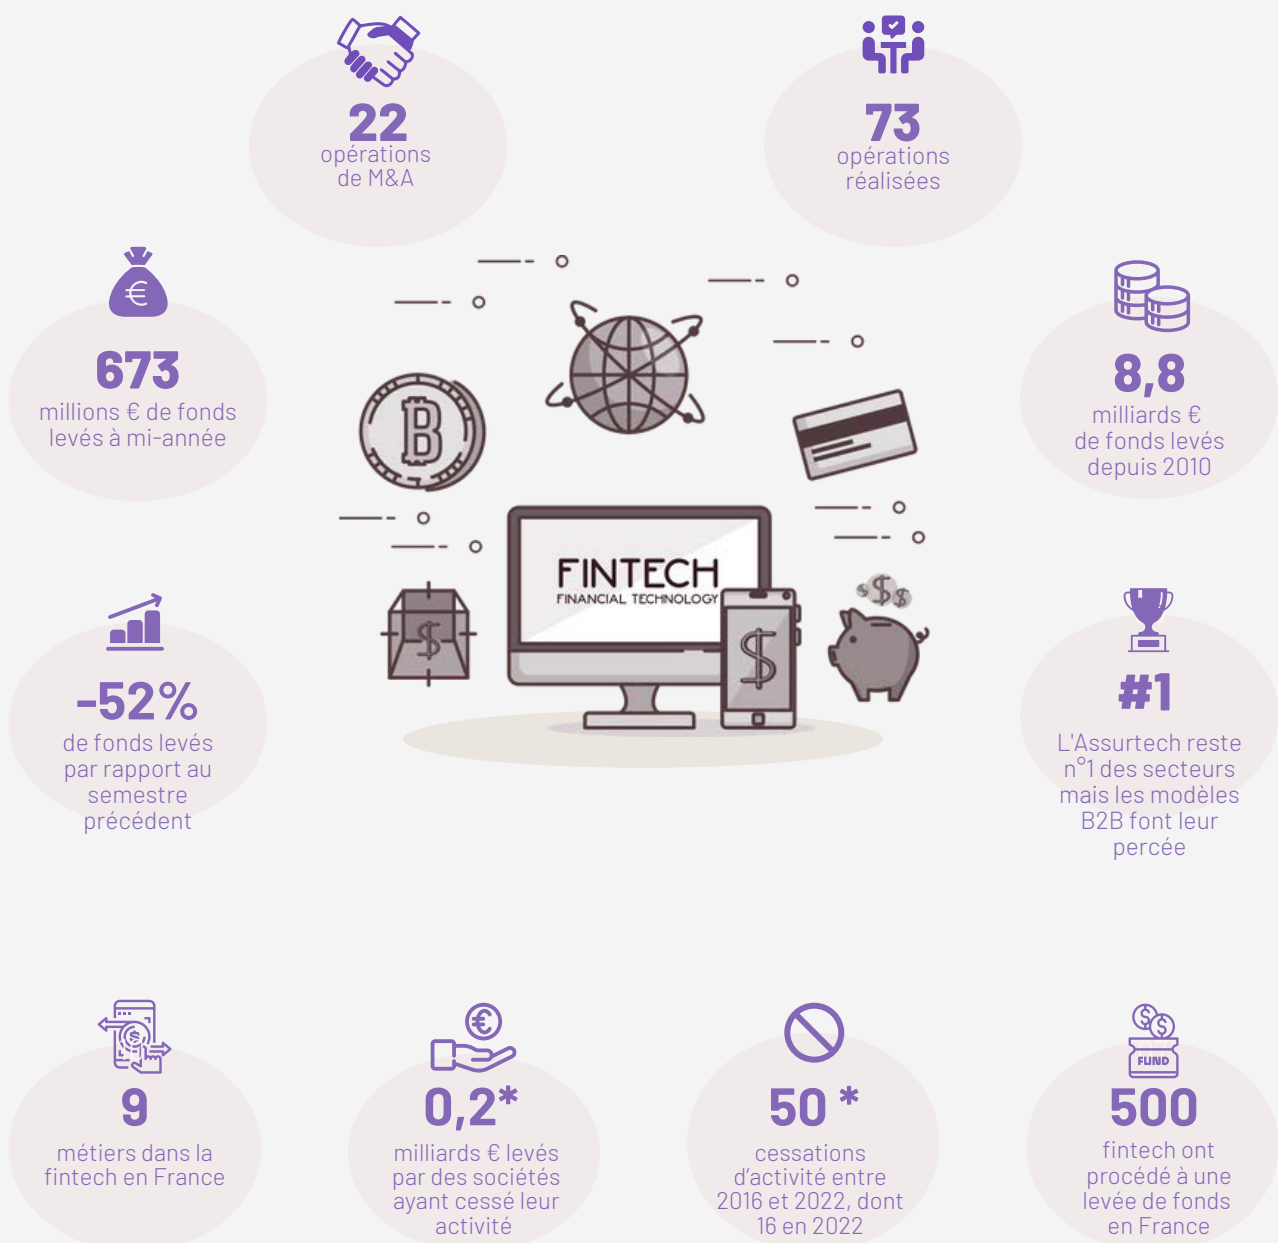 22
opérations
de M&A
73
opérations
réalisées
€
673
millions € de fonds
levés à mi-année
8,8
milliards €
de fonds levés
depuis 2010
B
FINTECH
FINANCIAL TECHNOLOGY
$
$
$$$
-52%
de fonds levés
par rapport au
semestre
précédent
#1
L'Assurtech reste
n°1 des secteurs
mais les modèles
B2B font leur
percée
$
9
métiers dans la
fintech en France
€
0,2*
milliards € levés
par des sociétés
ayant cessé leur
activité
50 *
cessations
d’activité entre
2016 et 2022, dont
16 en 2022
$$
FUND
500
fintech ont
procédé à une
levée de fonds
en France